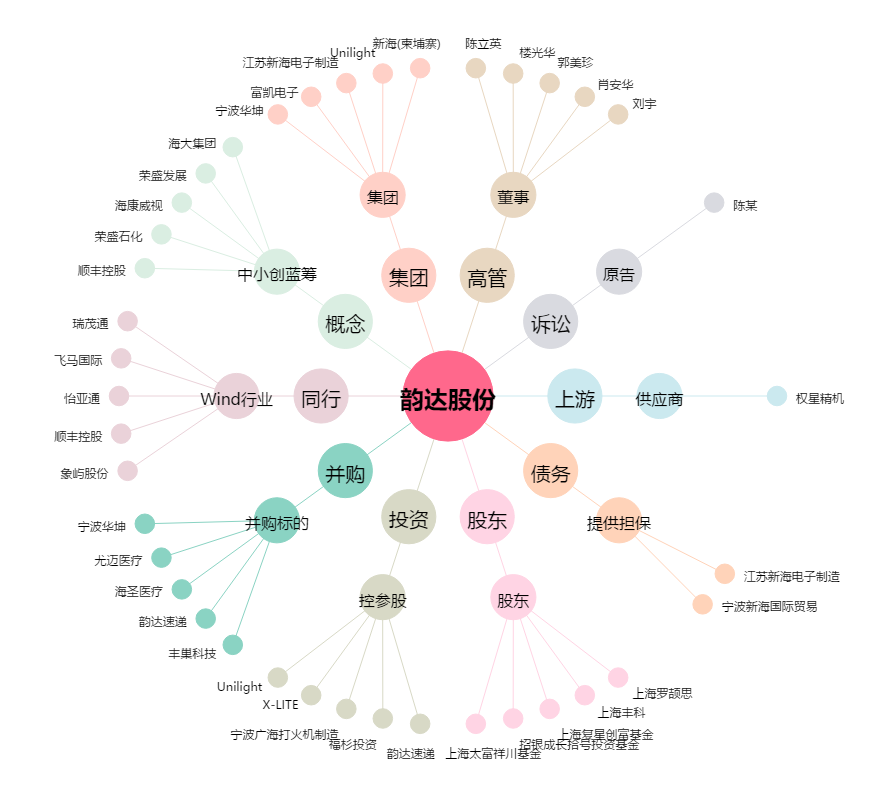 新海(柬埔寨)
陈立英
Unilight
楼光华
江苏新海电子制造
郭美珍
富凯电子
肖安华
宁波华坤
刘宇
海大集团
荣盛发展
集团
董事
海康威视
陈某
荣盛石化
顺丰控股
中小创蓝筹
集团
高管
原告
概念
诉讼
瑞茂通
飞马国际
怡亚通
Wind行业
同行
韵达股份
上游
供应商
权星精机
顺丰控股
象屿股份
并购
债务
宁波华坤
并购标的
投资
股东
提供担保
尤迈医疗
江苏新海电子制造
海圣医疗
控参股
股东
宁波新海国际贸易
韵达速递
丰巢科技
Unilight
上海罗颉思
X-LITE
上海丰科
宁波广海打火机制造
上海复星创富基金
福杉投资
招银成长拾号投资基金
韵达速递
上海太富祥川基金